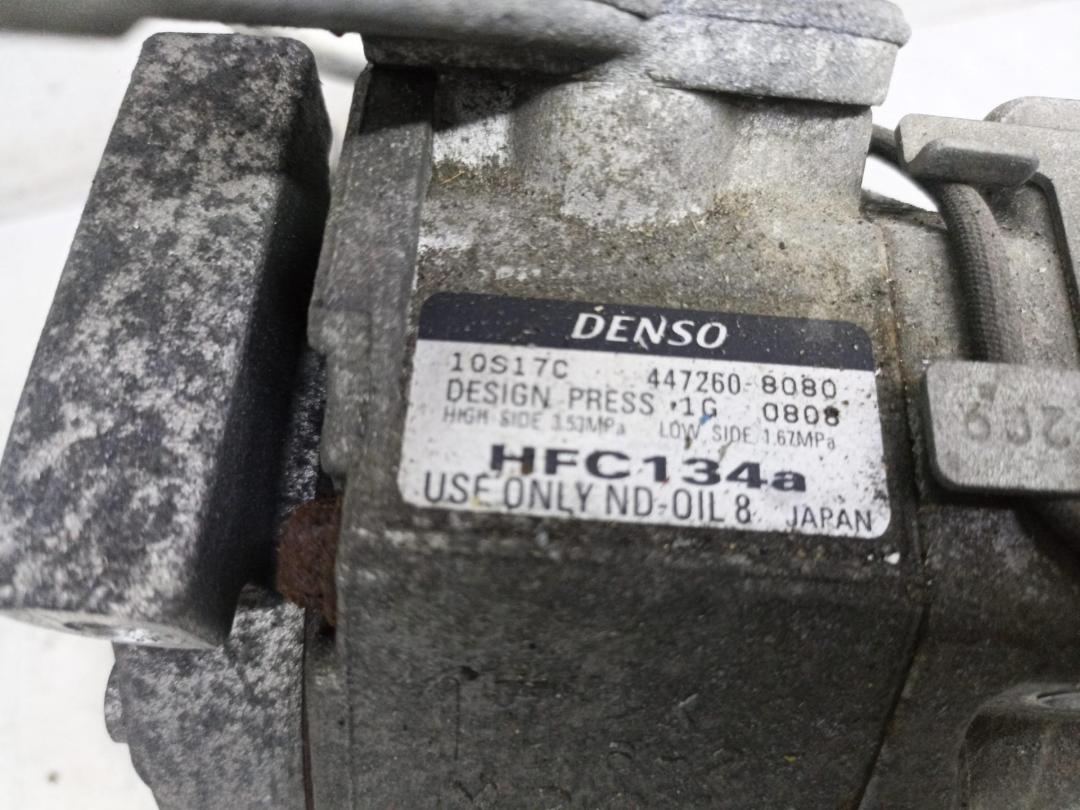 DENSO
10S17C 447260-8080
DESIGN PRESS 1G 0808
HIGH SIDE 3.53MPa LOW SIDE 1.67MPa
HFC134a
USE ONLY ND-OIL 8 JAPAN